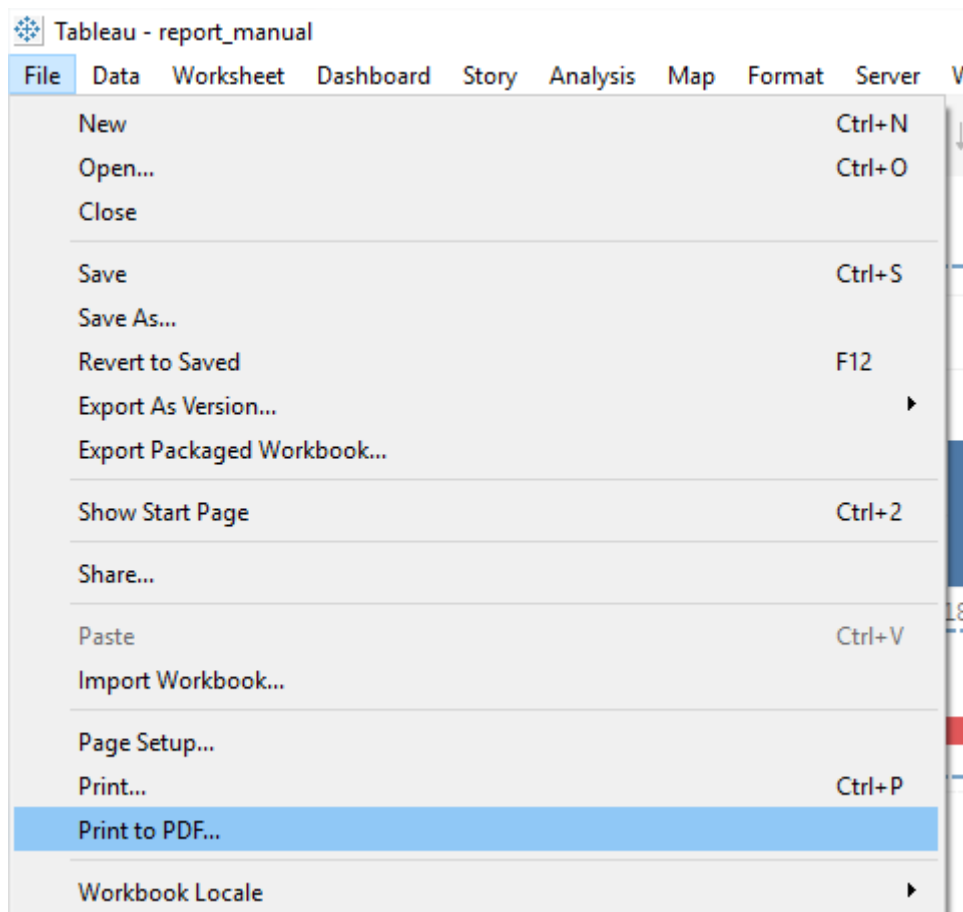 Tableau - report_manual
File Data Worksheet Dashboard Story Analysis Map Format Server
New Ctrl+N
Open... Ctrl+O
Close
Save Ctrl+S
Save As...
Revert to Saved F12
Export As Version...
Export Packaged Workbook...
Show Start Page Ctrl+2
Share...
Paste Ctrl+V
Import Workbook...
Page Setup...
Print... Ctrl+P
Print to PDF...
Workbook Locale